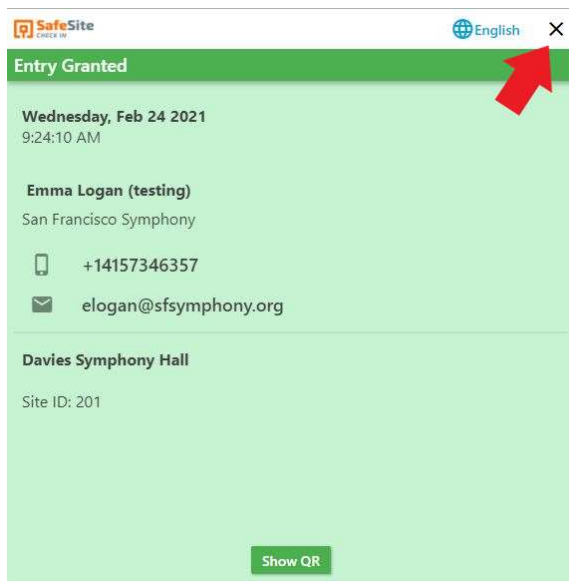 SafeSite
CHECK IN
English
Entry Granted
Wednesday, Feb 24 2021
9:24:10 AM
Emma Logan (testing)
San Francisco Symphony
+14157346357
elogan@sfsymphony.org
Davies Symphony Hall
Site ID: 201
Show QR